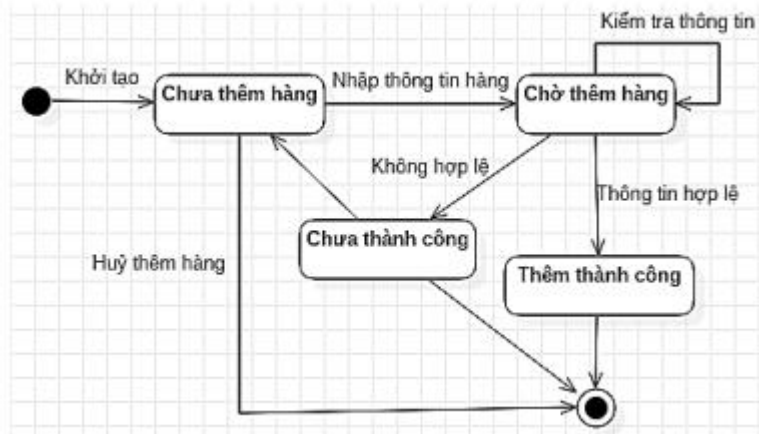 Kiểm tra thông tin
Khởi tạo
Chưa thêm hàng
Nhập thông tin hàng
Chờ thêm hàng
Không hợp lệ
Thông tin hợp lệ
Chưa thành công
Huỷ thêm hàng
Thêm thành công